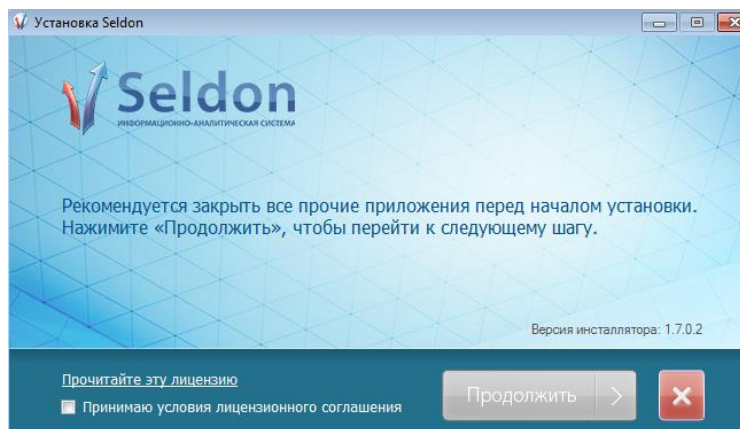 Установка Seldon
Seldon
ИНФОРМАЦИОННО-АНАЛИТИЧЕСКАЯ СИСТЕМА
Рекомендуется закрыть все прочие приложения перед началом установки.
Нажимите «Продолжить», чтобы перейти к следующему шагу.
Версия инсталлятора: 1.7.0.2
Прочитайте эту лицензию
Принимаю условия лицензионного соглашения
Продолжить